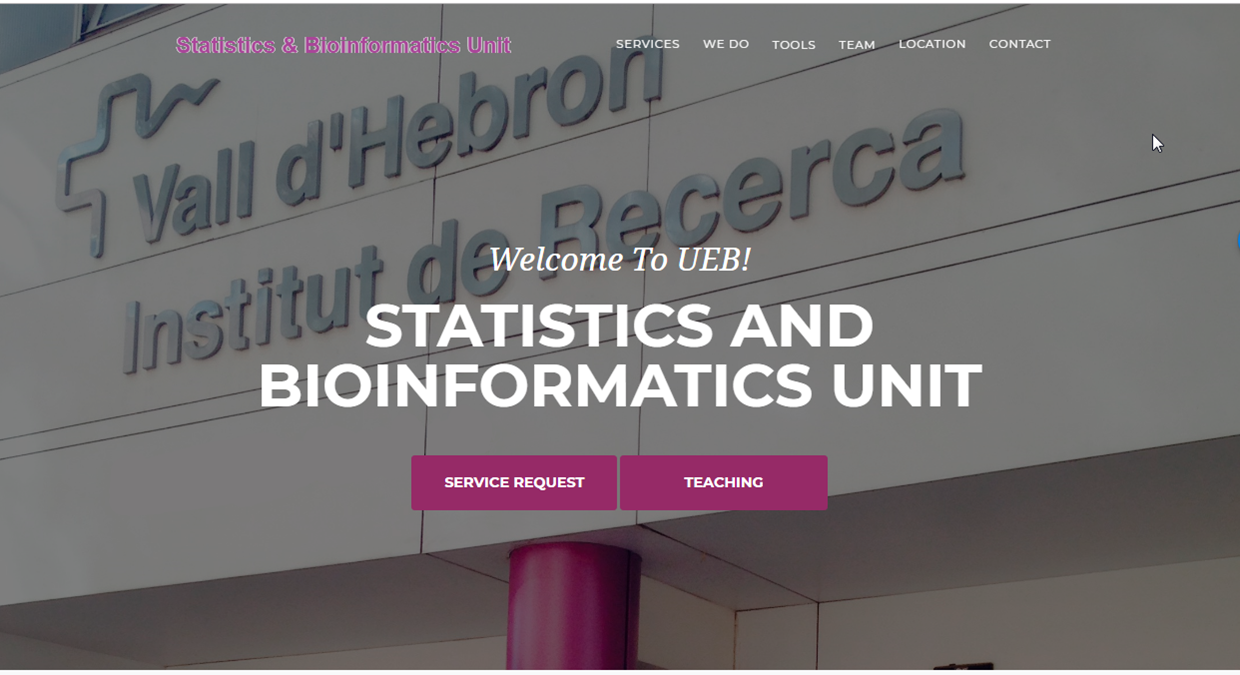 Statistics & Bioinformatics Unit
SERVICES WE DO TOOLS TEAM LOCATION CONTACT
Vall d'Hebron
Institut de Recerca
Welcome To UEB!
STATISTICS AND
BIOINFORMATICS UNIT
SERVICE REQUEST TEACHING